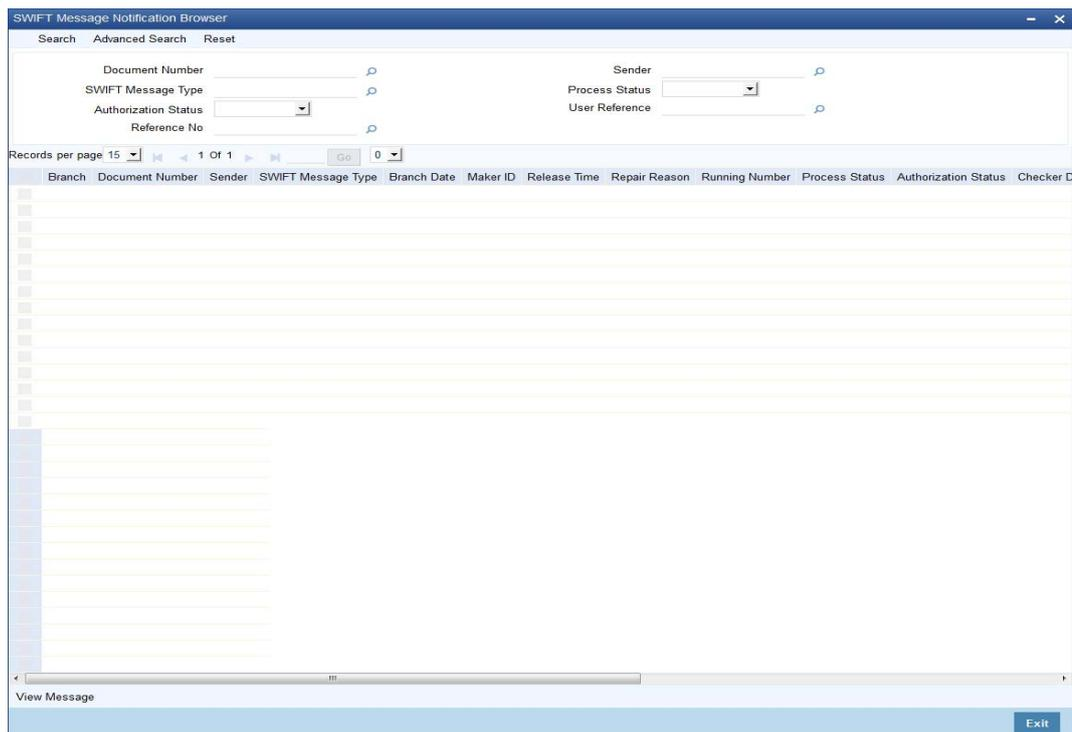 SWIFT Message Notification Browser
Search Advanced Search Reset
Document Number Sender
SWIFT Message Type Process Status
Authorization Status User Reference
Reference No
Records per page 15 1 Of 1 Go 0
Branch Document Number Sender SWIFT Message Type Branch Date Maker ID Release Time Repair Reason Running Number Process Status Authorization Status Checker D
View Message
Exit